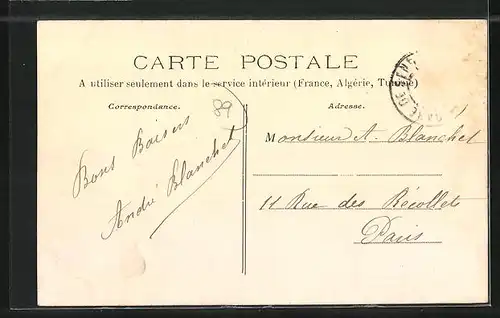 CARTE POSTALE
A utiliser seulement dans le service intérieur (France, Algérie, Tunisie)
Correspondance.
Adresse.
89
Bons Baisers
André Blanchet
Monsieur A. Blanchet
11 Rue des Récollets
Paris